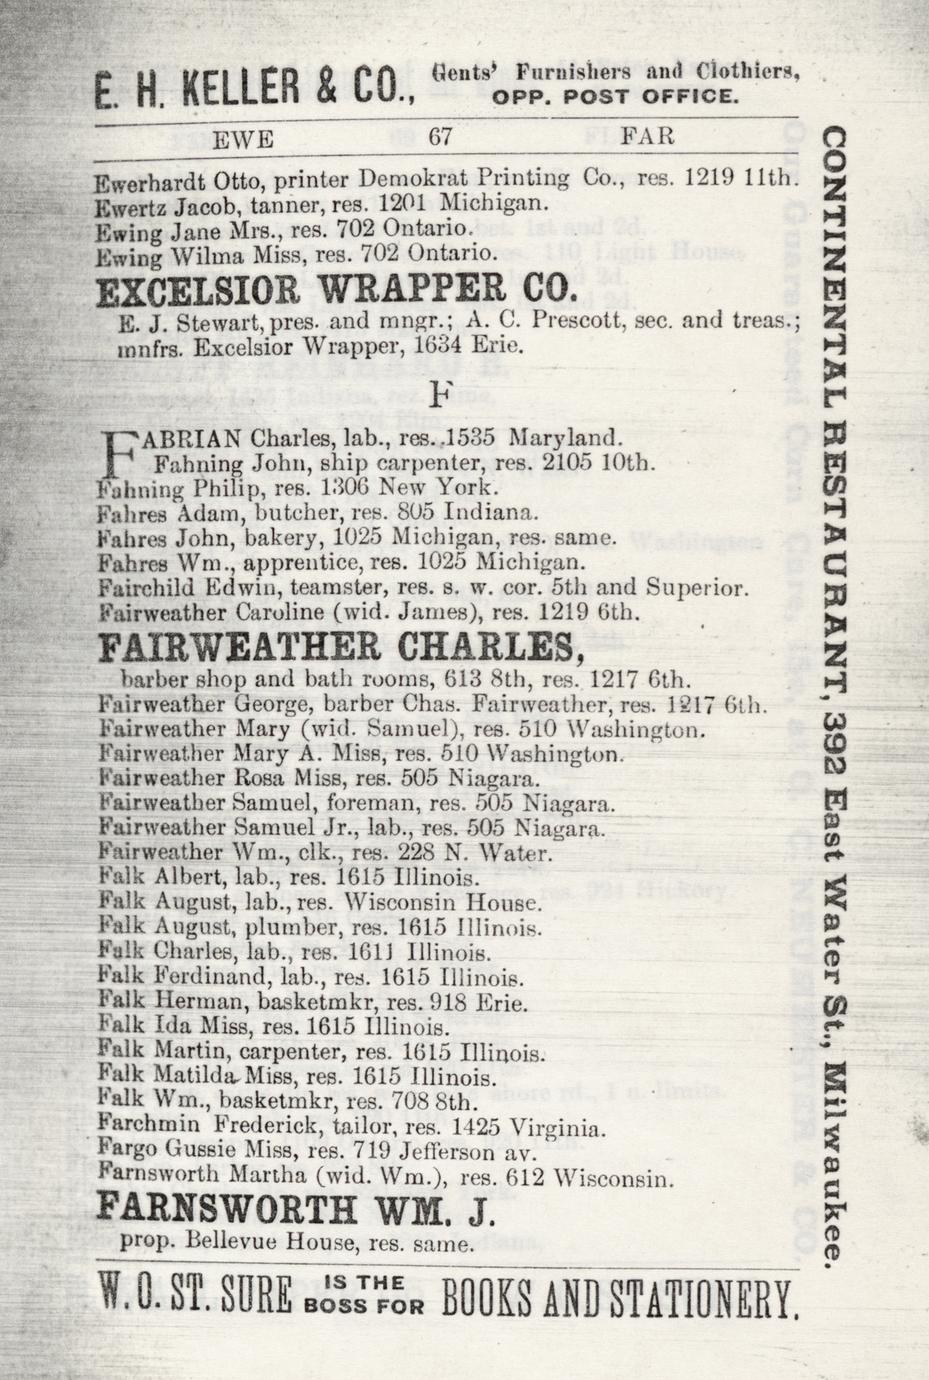 E. H. KELLER & CO., Gents' Furnishers and Clothiers,
OPP. POST OFFICE.
EWE 67 FAR
Ewerhardt Otto, printer Demokrat Printing Co., res. 1219 11th.
Ewertz Jacob, tanner, res. 1201 Michigan.
Ewing Jane Mrs., res. 702 Ontario.
Ewing Wilma Miss, res. 702 Ontario.
EXCELSIOR WRAPPER CO.
E. J. Stewart, pres. and mngr.; A. C. Prescott, sec. and treas.;
mnfrs. Excelsior Wrapper, 1634 Erie.
F
FABRIAN Charles, lab., res. 1535 Maryland.
Fahning John, ship carpenter, res. 2105 10th.
Fahning Philip, res. 1306 New York.
Fahres Adam, butcher, res. 805 Indiana.
Fahres John, bakery, 1025 Michigan, res. same.
Fahres Wm., apprentice, res. 1025 Michigan.
Fairchild Edwin, teamster, res. s. w. cor. 5th and Superior.
Fairweather Caroline (wid. James), res. 1219 6th.
FAIRWEATHER CHARLES,
barber shop and bath rooms, 613 8th, res. 1217 6th.
Fairweather George, barber Chas. Fairweather, res. 1217 6th.
Fairweather Mary (wid. Samuel), res. 510 Washington.
Fairweather Mary A. Miss, res. 510 Washington.
Fairweather Rosa Miss, res. 505 Niagara.
Fairweather Samuel, foreman, res. 505 Niagara.
Fairweather Samuel Jr., lab., res. 505 Niagara.
Fairweather Wm., clk., res. 228 N. Water.
Falk Albert, lab., res. 1615 Illinois.
Falk August, lab., res. Wisconsin House.
Falk August, plumber, res. 1615 Illinois.
Falk Charles, lab., res. 1611 Illinois.
Falk Ferdinand, lab., res. 1615 Illinois.
Falk Herman, basketmkr, res. 918 Erie.
Falk Ida Miss, res. 1615 Illinois.
Falk Martin, carpenter, res. 1615 Illinois.
Falk Matilda Miss, res. 1615 Illinois.
Falk Wm., basketmkr, res. 708 8th.
Farchmin Frederick, tailor, res. 1425 Virginia.
Fargo Gussie Miss, res. 719 Jefferson av.
Farnsworth Martha (wid. Wm.), res. 612 Wisconsin.
FARNSWORTH WM. J.
prop. Bellevue House, res. same.
W. O. ST. SURE IS THE BOSS FOR BOOKS AND STATIONERY.
CONTINENTAL RESTAURANT, 392 East Water St., Milwaukee.